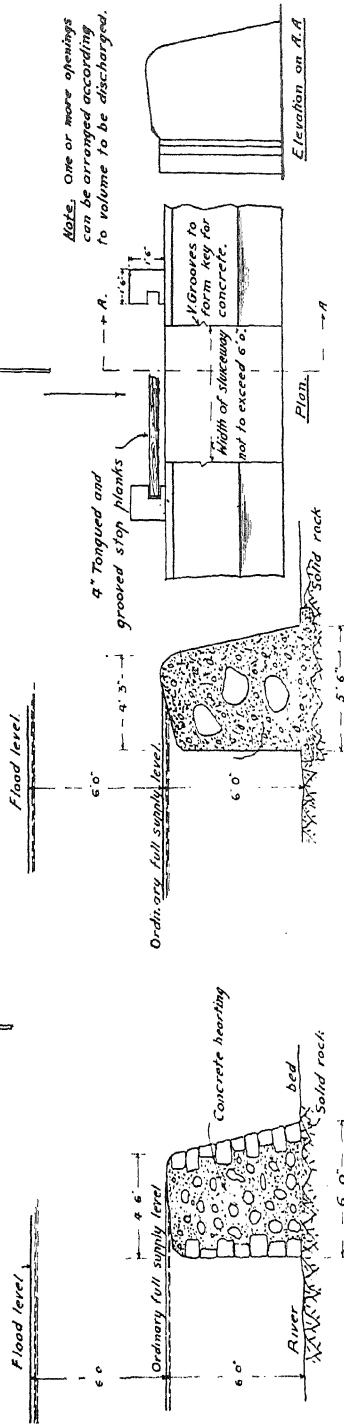 Flood level
6'0
4' 6"
Ordinary full supply level
Concrete hearting
6'0"
River
bed
Solid rock
6' 0"
Flood level.
6'0"
4' 3"
Ordinary full supply level.
6'0"
Solid rock
5' 6"
4" Tongued and
grooved stop planks
A.
1' 6"
1' 6"
V. Grooves to
form key for
concrete.
Width of sluiceway
not to exceed 6'0".
A
Plan.
Note. One or more openings
can be arranged according
to volume to be discharged.
Elevation on A.A